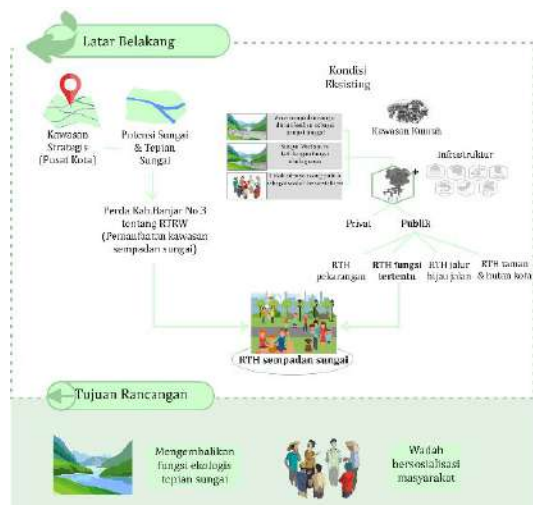 Latar Belakang
Kawasan
Strategis
(Pusat Kota)
Potensi Sungai
& Tepian
Sungai
Perda Kab.Banjar No.3
tentang RTRW
(Pemanfaatan kawasan
sempadan sungai)
Kondisi
Eksisting
Kawasan Kumuh
Infrastruktur
Privat
Publik
RTH
pekarangan
RTH fungsi
tertentu
RTH jalur
hijau jalan
RTH taman
& hutan kota
RTH sempadan sungai
Tujuan Rancangan
Mengembalikan
fungsi ekologis
tepian sungai
Wadah
bersosialisasi
masyarakat